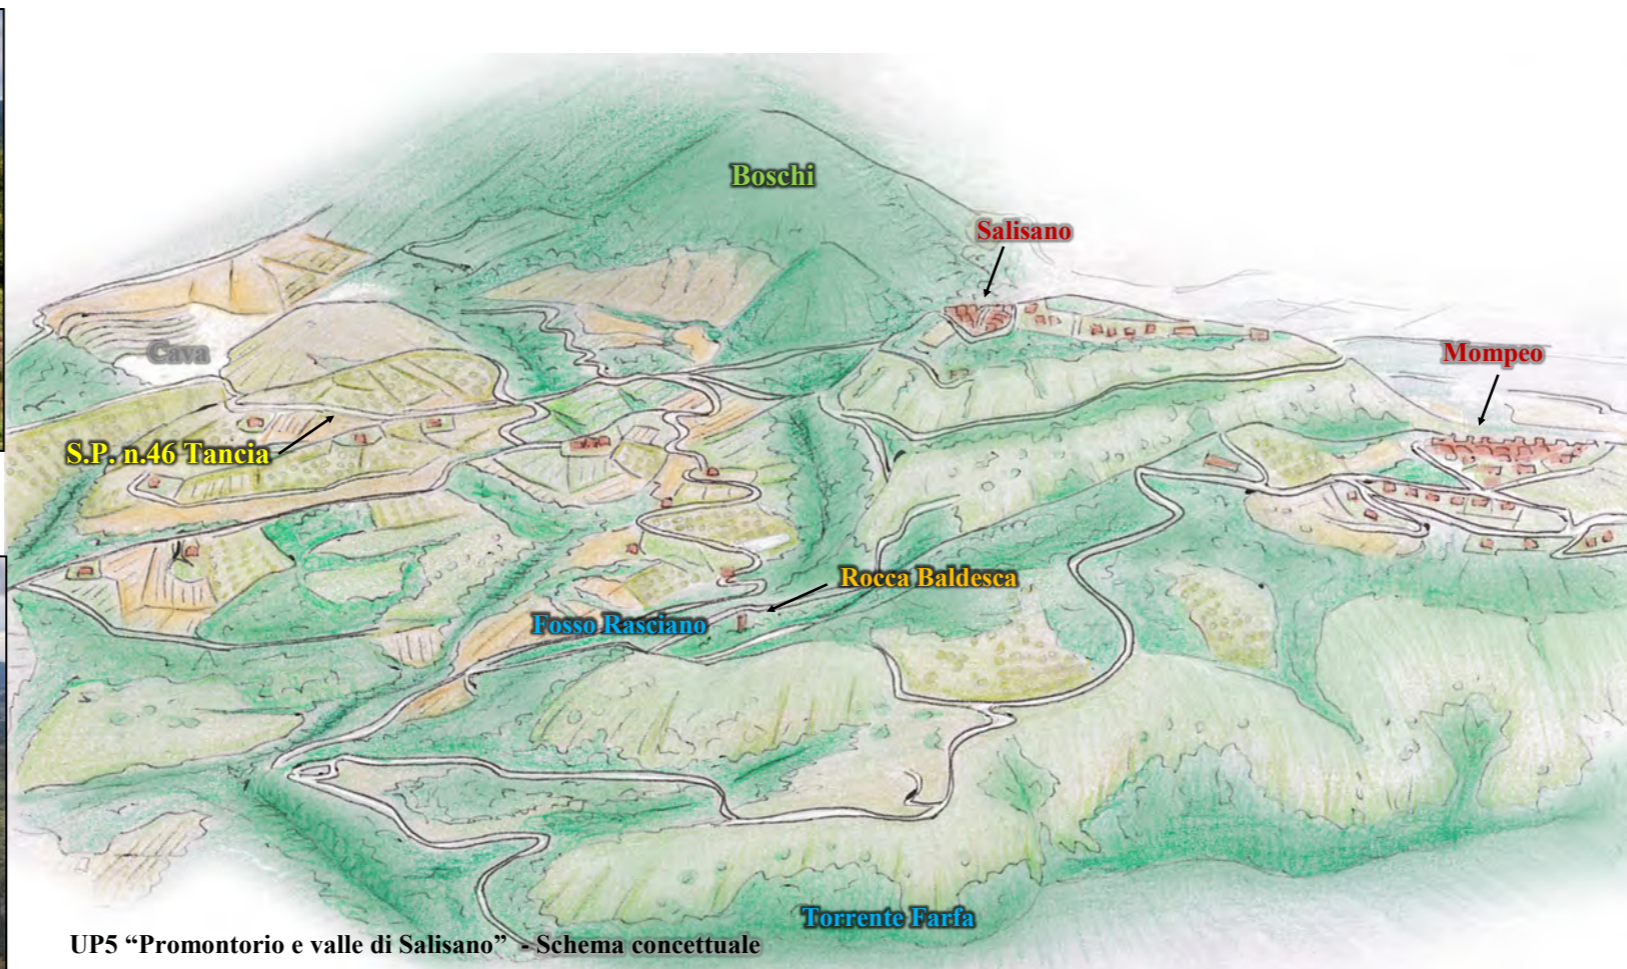 Boschi
Salisano
Cava
Mompeo
S.P. n.46 Tancia
Rocca Baldesca
Fosso Rasciano
Torrente Farfa
UP5 “Promontorio e valle di Salisano” - Schema concettuale